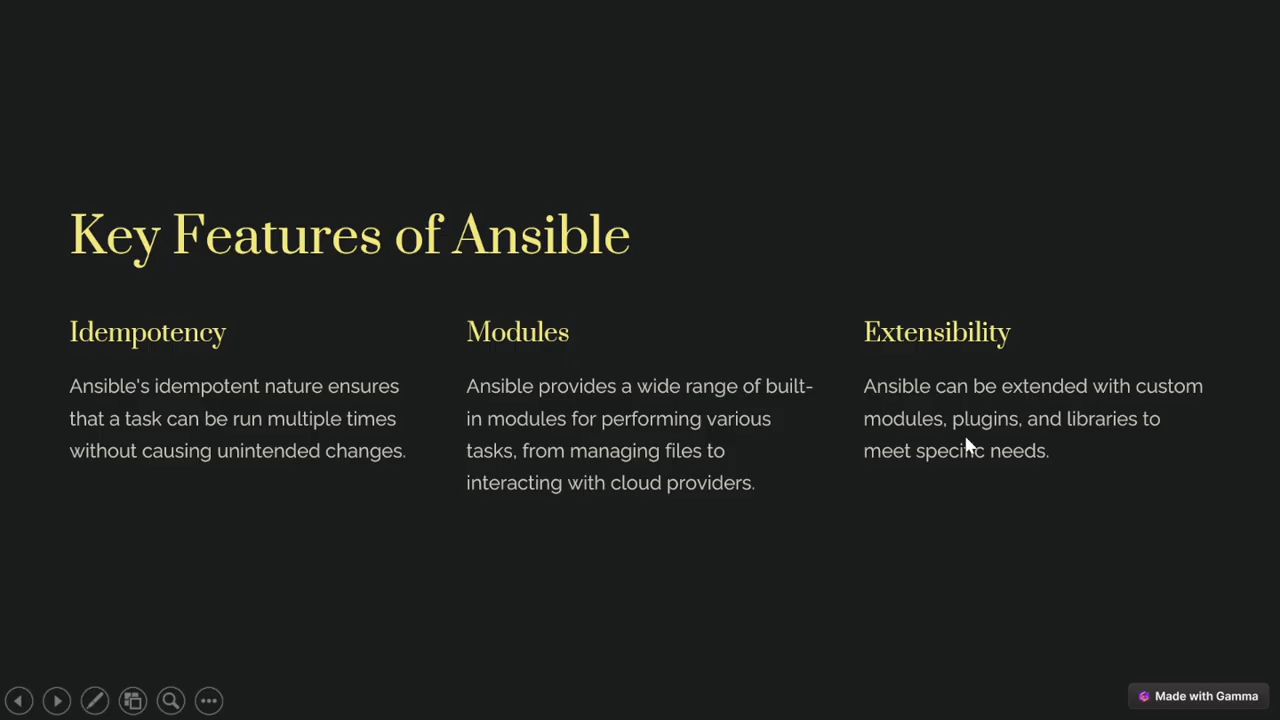 Key Features of Ansible
Idempotency
Ansible's idempotent nature ensures
that a task can be run multiple times
without causing unintended changes.
Modules
Ansible provides a wide range of built-
in modules for performing various
tasks, from managing files to
interacting with cloud providers.
Extensibility
Ansible can be extended with custom
modules, plugins, and libraries to
meet specific needs.
Made with Gamma